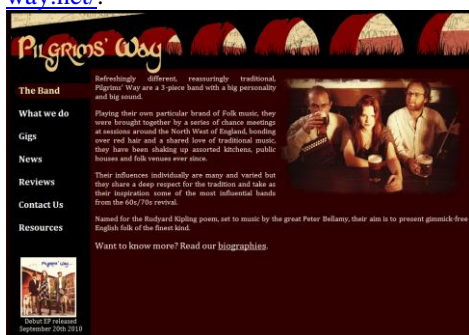 way.net/.
Pilgrims' Way
The Band
What we do
Gigs
News
Reviews
Contact Us
Resources
Refreshingly different, reassuringly traditional,
Pilgrims' Way are a 3-piece band with a big personality
and big sound.
Playing their own particular brand of Folk music, they
were brought together by a series of chance meetings
at sessions around the North West of England, bonding
over red hair and a shared love of traditional music,
they have been shaking up assorted kitchens, public
houses and folk venues ever since.
Their influences individually are many and varied but
they share a deep respect for the tradition and take as
their inspiration some of the most influential bands
from the 60s/70s revival.
Named for the Rudyard Kipling poem, set to music by the great Peter Bellamy, their aim is to present gimmick-free
English folk of the finest kind.
Want to know more? Read our biographies.
Pilgrims' Way
Debut EP released
September 20th 2010